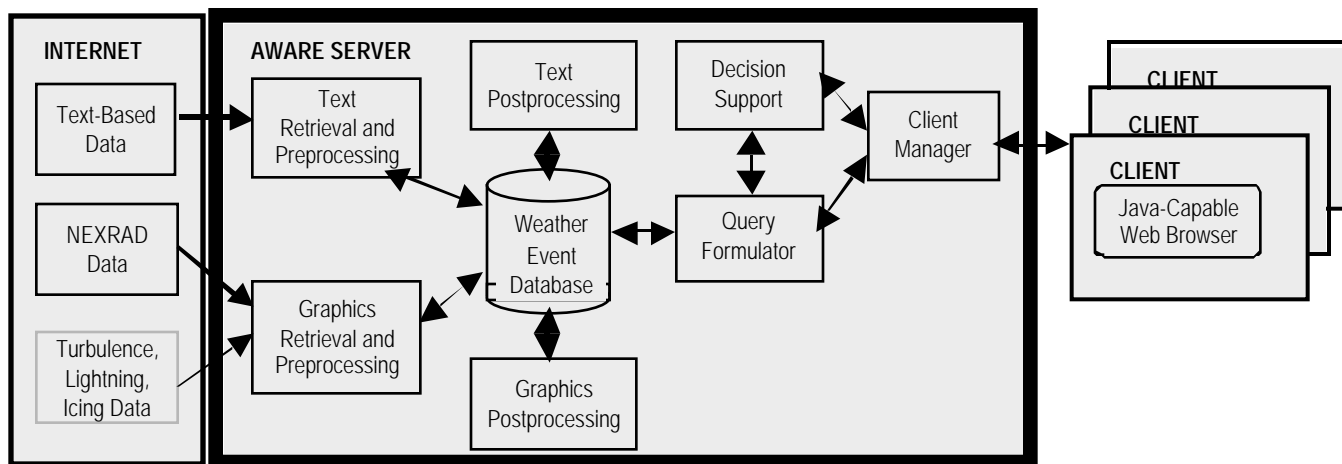 INTERNET
Text-Based
Data
NEXRAD
Data
Turbulence,
Lightning,
Icing Data
AWARE SERVER
Text
Retrieval and
Preprocessing
Graphics
Retrieval and
Preprocessing
Text
Postprocessing
Weather
Event
Database
Graphics
Postprocessing
Decision
Support
Query
Formulator
Client
Manager
CLIENT
CLIENT
CLIENT
Java-Capable
Web Browser